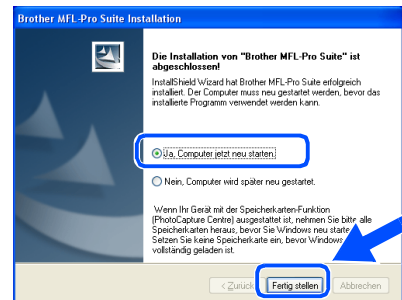 Brother MFL-Pro Suite Installation
Die Installation von "Brother MFL-Pro Suite" ist
abgeschlossen!
InstallShield Wizard hat Brother MFL-Pro Suite erfolgreich
installiert. Der Computer muss neu gestartet werden, bevor das
installierte Programm verwendet werden kann.
Ja, Computer jetzt neu starten.
Nein, Computer wird später neu gestartet.
Wenn Ihr Gerät mit der Speicherkarten-Funktion
(PhotoCapture Centre) ausgestattet ist, nehmen Sie bitte alle
Speicherkarten heraus, bevor Sie Windows neu starte
Setzen Sie keine Speicherkarte ein, bevor Windows
vollständig geladen ist.
< Zurück
Fertig stellen
Abbrechen